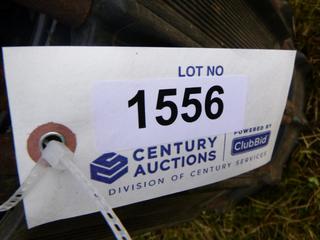 LOT NO
1556
CENTURY
AUCTIONS
POWERED BY
ClubBid
DIVISION OF CENTURY SERVICES